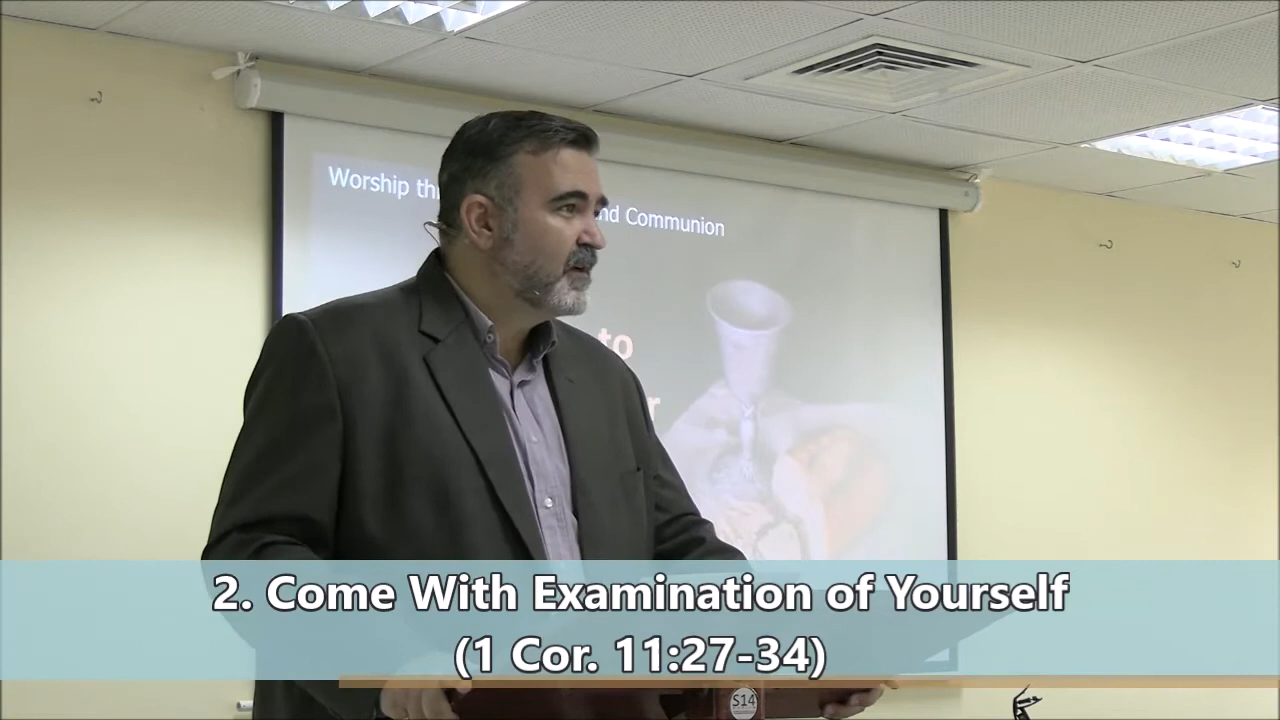 Worship th
nd Communion
to
r
2. Come With Examination of Yourself
(1 Cor. 11:27-34)
S14